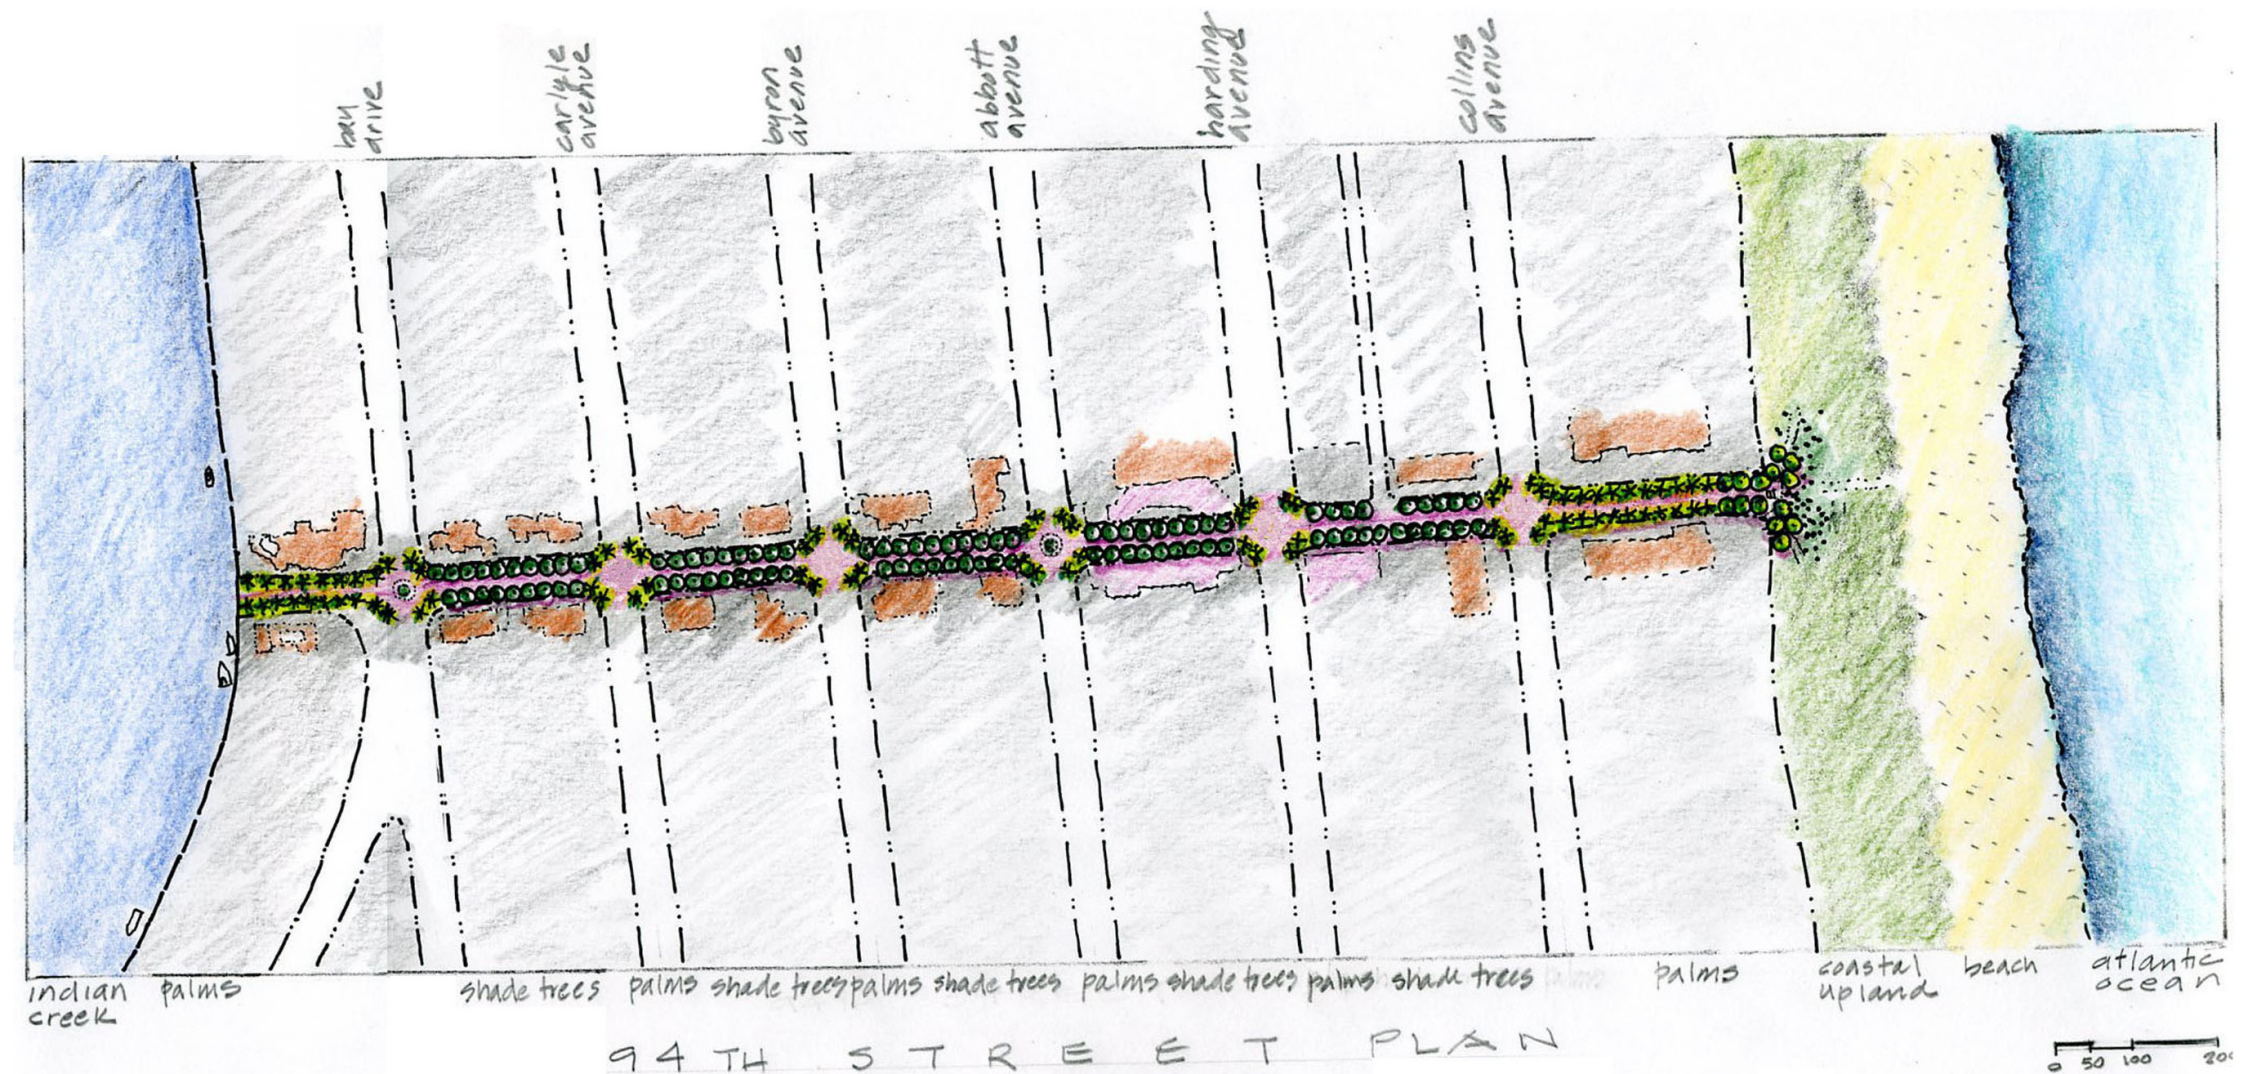 bay
drive
carlyle
avenue
byron
avenue
abbott
avenue
harding
avenue
collins
avenue
indian
creek
palms
shade trees
palms
shade trees
palms
shade trees
palms
shade trees
palms
shade trees
palms
coastal
upland
beach
atlantic
ocean
94TH STREET PLAN
0 50 100 200